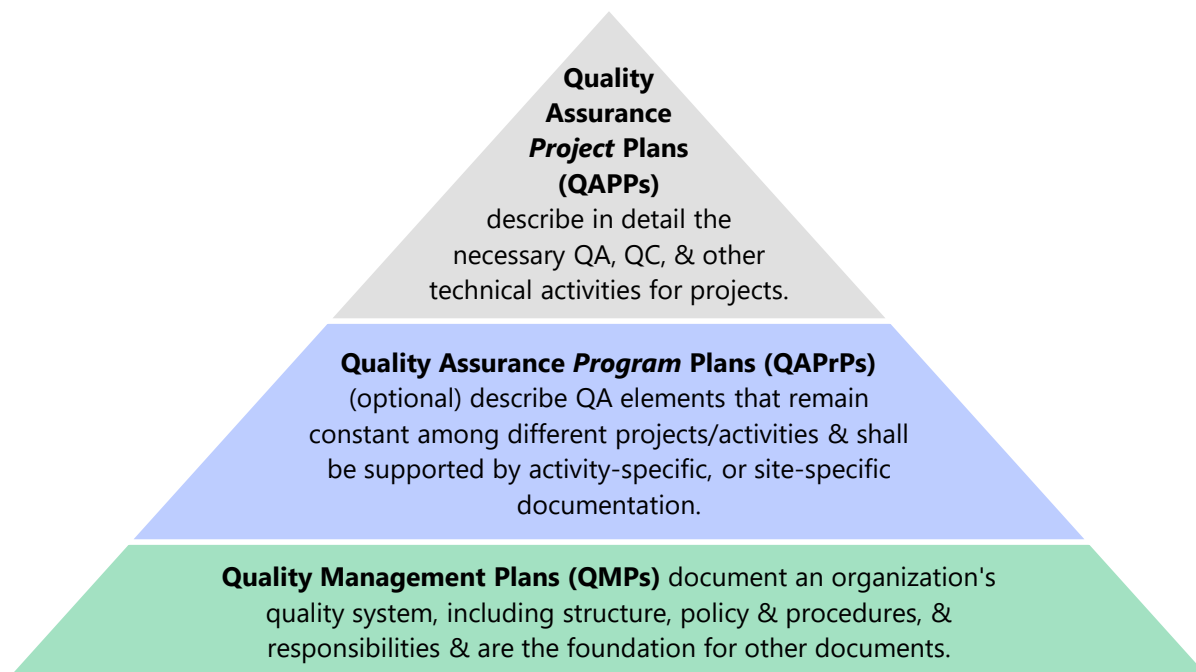 Quality
Assurance
Project Plans
(QAPPs)
describe in detail the
necessary QA, QC, & other
technical activities for projects.
Quality Assurance Program Plans (QAPrPs)
(optional) describe QA elements that remain
constant among different projects/activities & shall
be supported by activity-specific, or site-specific
documentation.
Quality Management Plans (QMPs) document an organization's
quality system, including structure, policy & procedures, &
responsibilities & are the foundation for other documents.